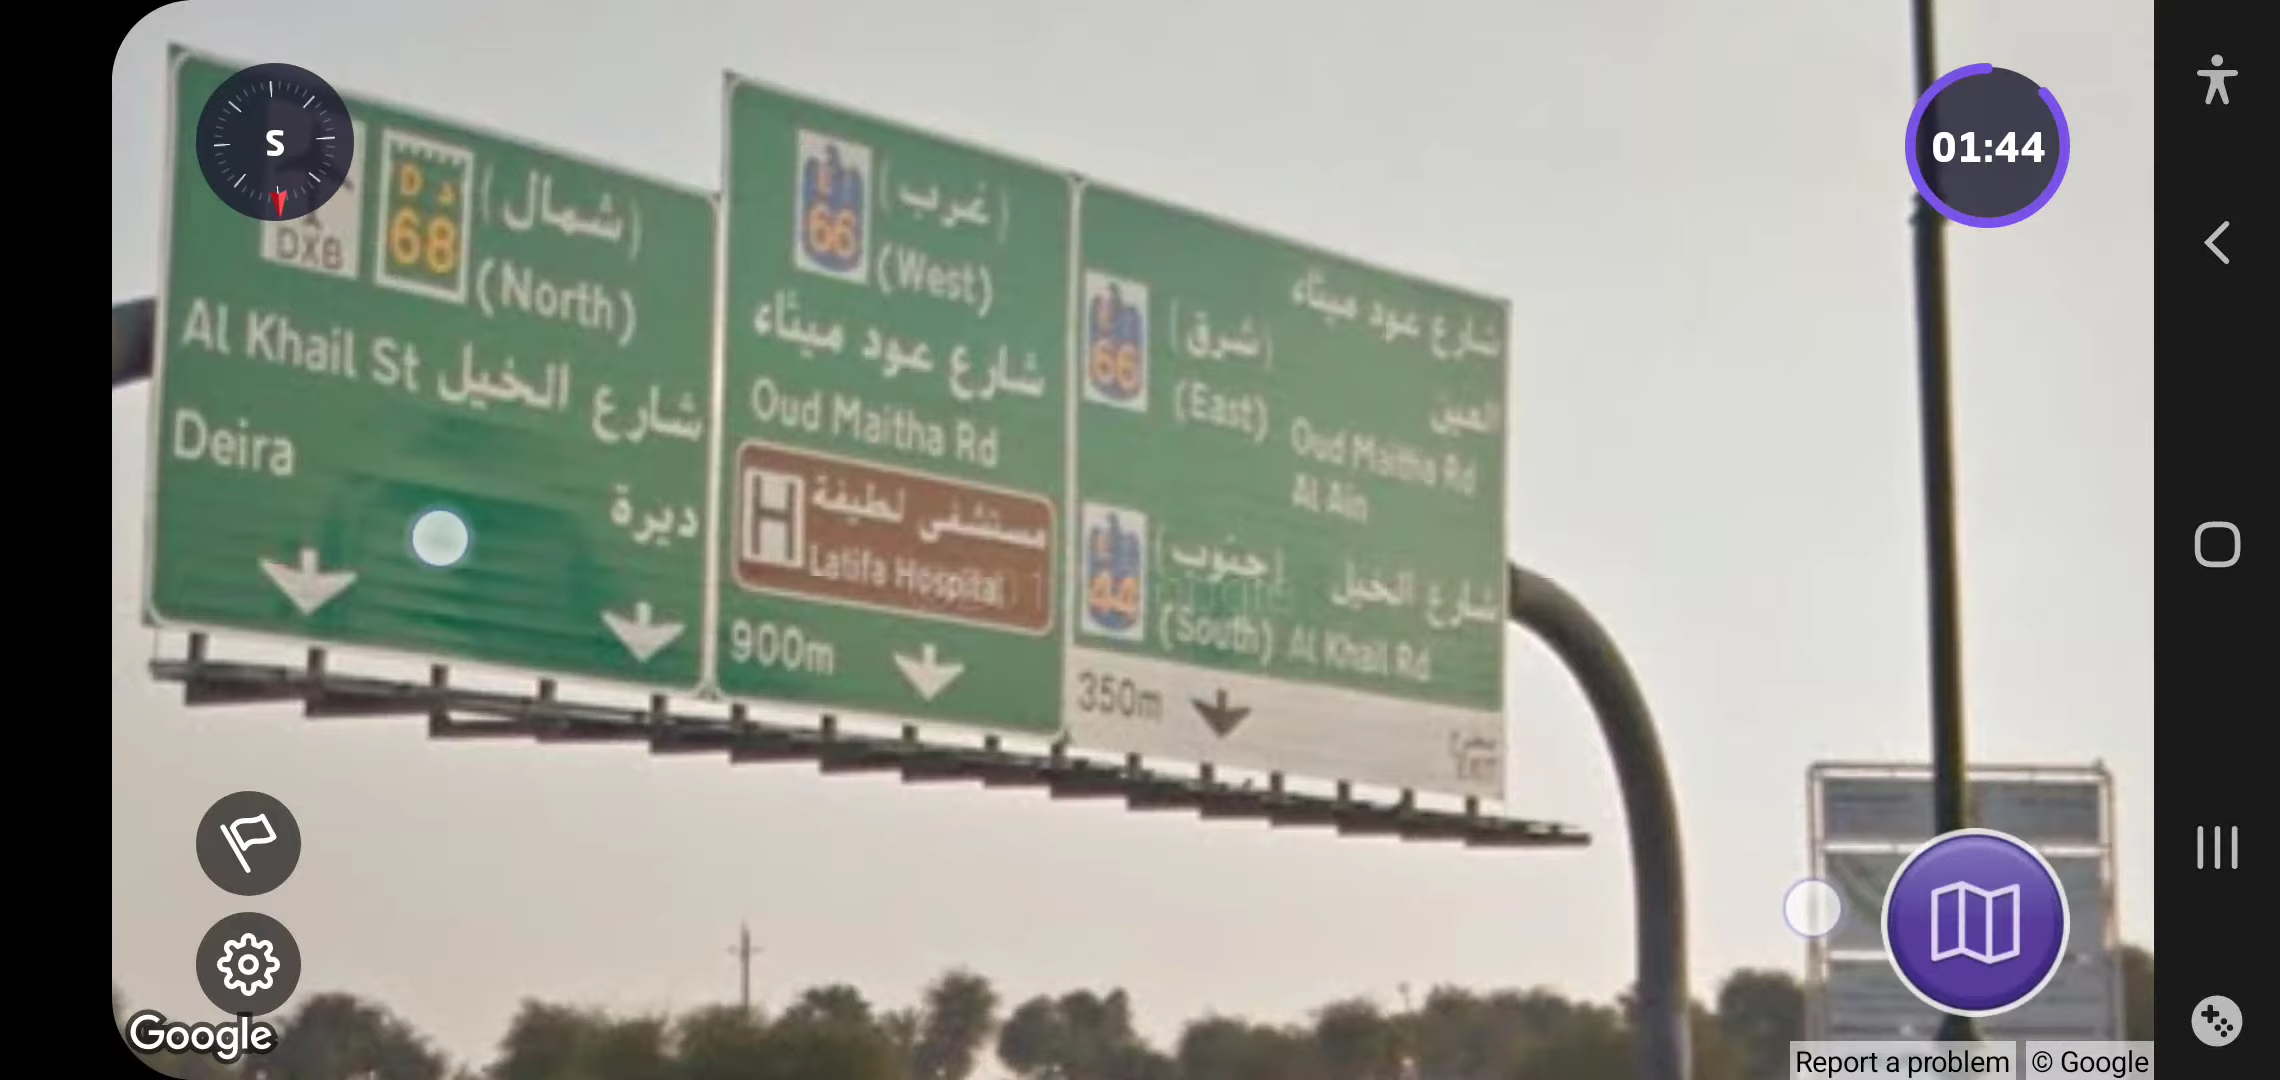 S
DXB
D د
68
(شمال)
(North)
Al Khail St شارع الخيل
Deira
ديرة
E
66
(غرب)
(West)
شارع عود ميثاء
Oud Maitha Rd
H
مستشفى لطيفة
Latifa Hospital
900m
E
66
(شرق)
(East)
شارع عود ميثاء
العين
Oud Maitha Rd
Al Ain
E
44
(جنوب)
(South)
شارع الخيل
Al Khail Rd
350m
01:44
Google
Report a problem
© Google